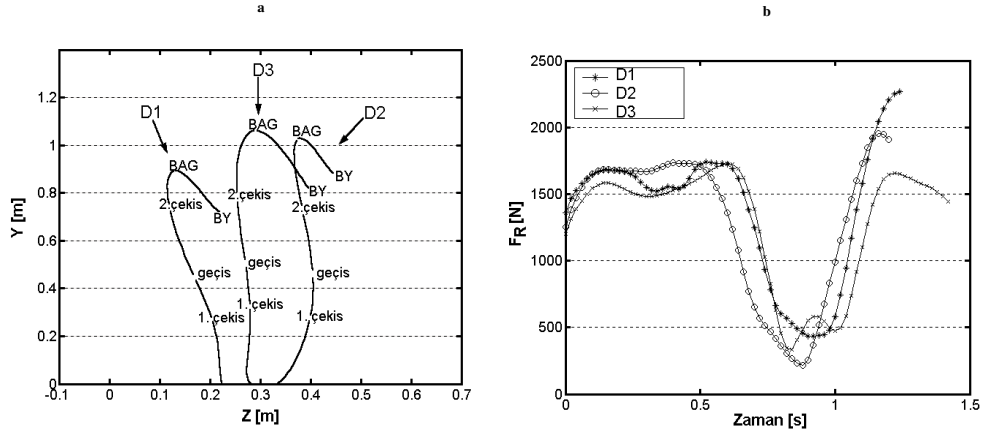 a
1.2
1
0.8
0.6
0.4
0.2
0
Y [m]
-0.1
0
0.1
0.2
0.3
0.4
0.5
0.6
0.7
Z [m]
D1
D3
D2
BAG
BAG
BAG
BY
BY
BY
2.çekis
2.çekis
2.çekis
geçis
geçis
geçis
1.çekis
1.çekis
1.çekis
b
2500
2000
1500
1000
500
0
FR [N]
0
0.5
1
1.5
Zaman [s]
D1
D2
D3